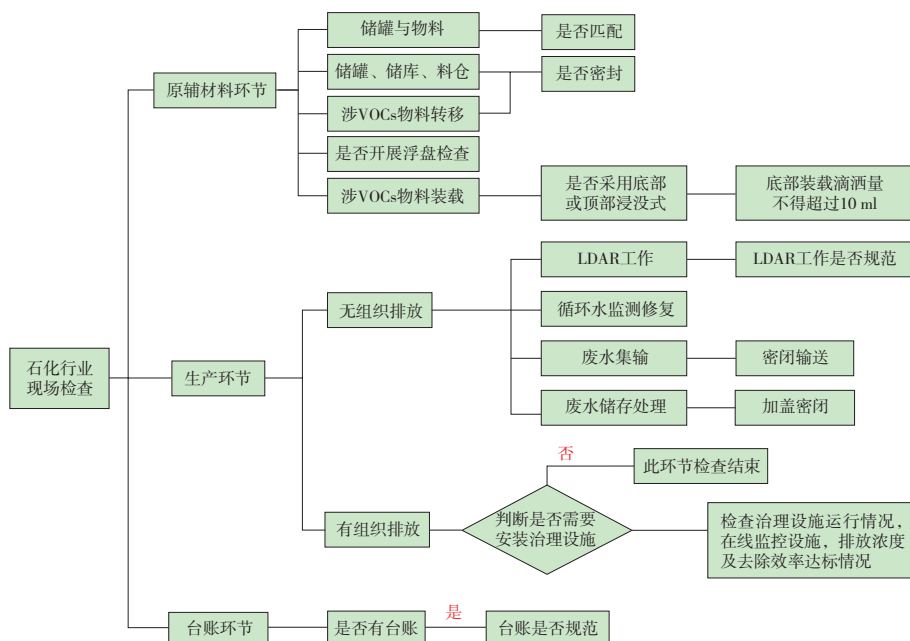 储罐与物料
是否匹配
原辅材料环节
储罐、储库、料仓
是否密封
涉VOCs物料转移
是否开展浮盘检查
涉VOCs物料装载
是否采用底部
或顶部浸没式
底部装载滴洒量
不得超过10 ml
石化行业
现场检查
生产环节
无组织排放
LDAR工作
LDAR工作是否规范
循环水监测修复
废水集输
密闭输送
废水储存处理
加盖密闭
有组织排放
判断是否需要
安装治理设施
否
此环节检查结束
检查治理设施运行情况，
在线监控设施，排放浓度
及去除效率达标情况
台账环节
是否有台账
是
台账是否规范